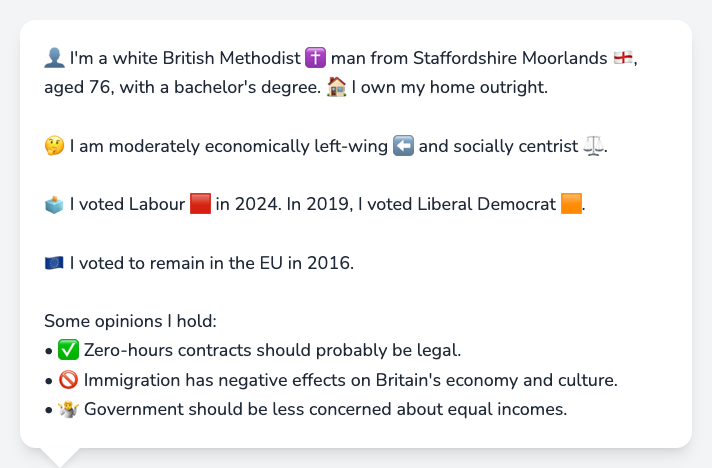 👤 I'm a white British Methodist ✝️ man from Staffordshire Moorlands 🏴󠁧󠁢󠁥󠁮󠁧󠁿,
aged 76, with a bachelor's degree. 🏠 I own my home outright.
🤔 I am moderately economically left-wing ⬅️ and socially centrist ⚖️.
🗳️ I voted Labour 🟥 in 2024. In 2019, I voted Liberal Democrat 🟧.
🇪🇺 I voted to remain in the EU in 2016.
Some opinions I hold:
• ✅ Zero-hours contracts should probably be legal.
• 🚫 Immigration has negative effects on Britain's economy and culture.
• 🤷 Government should be less concerned about equal incomes.